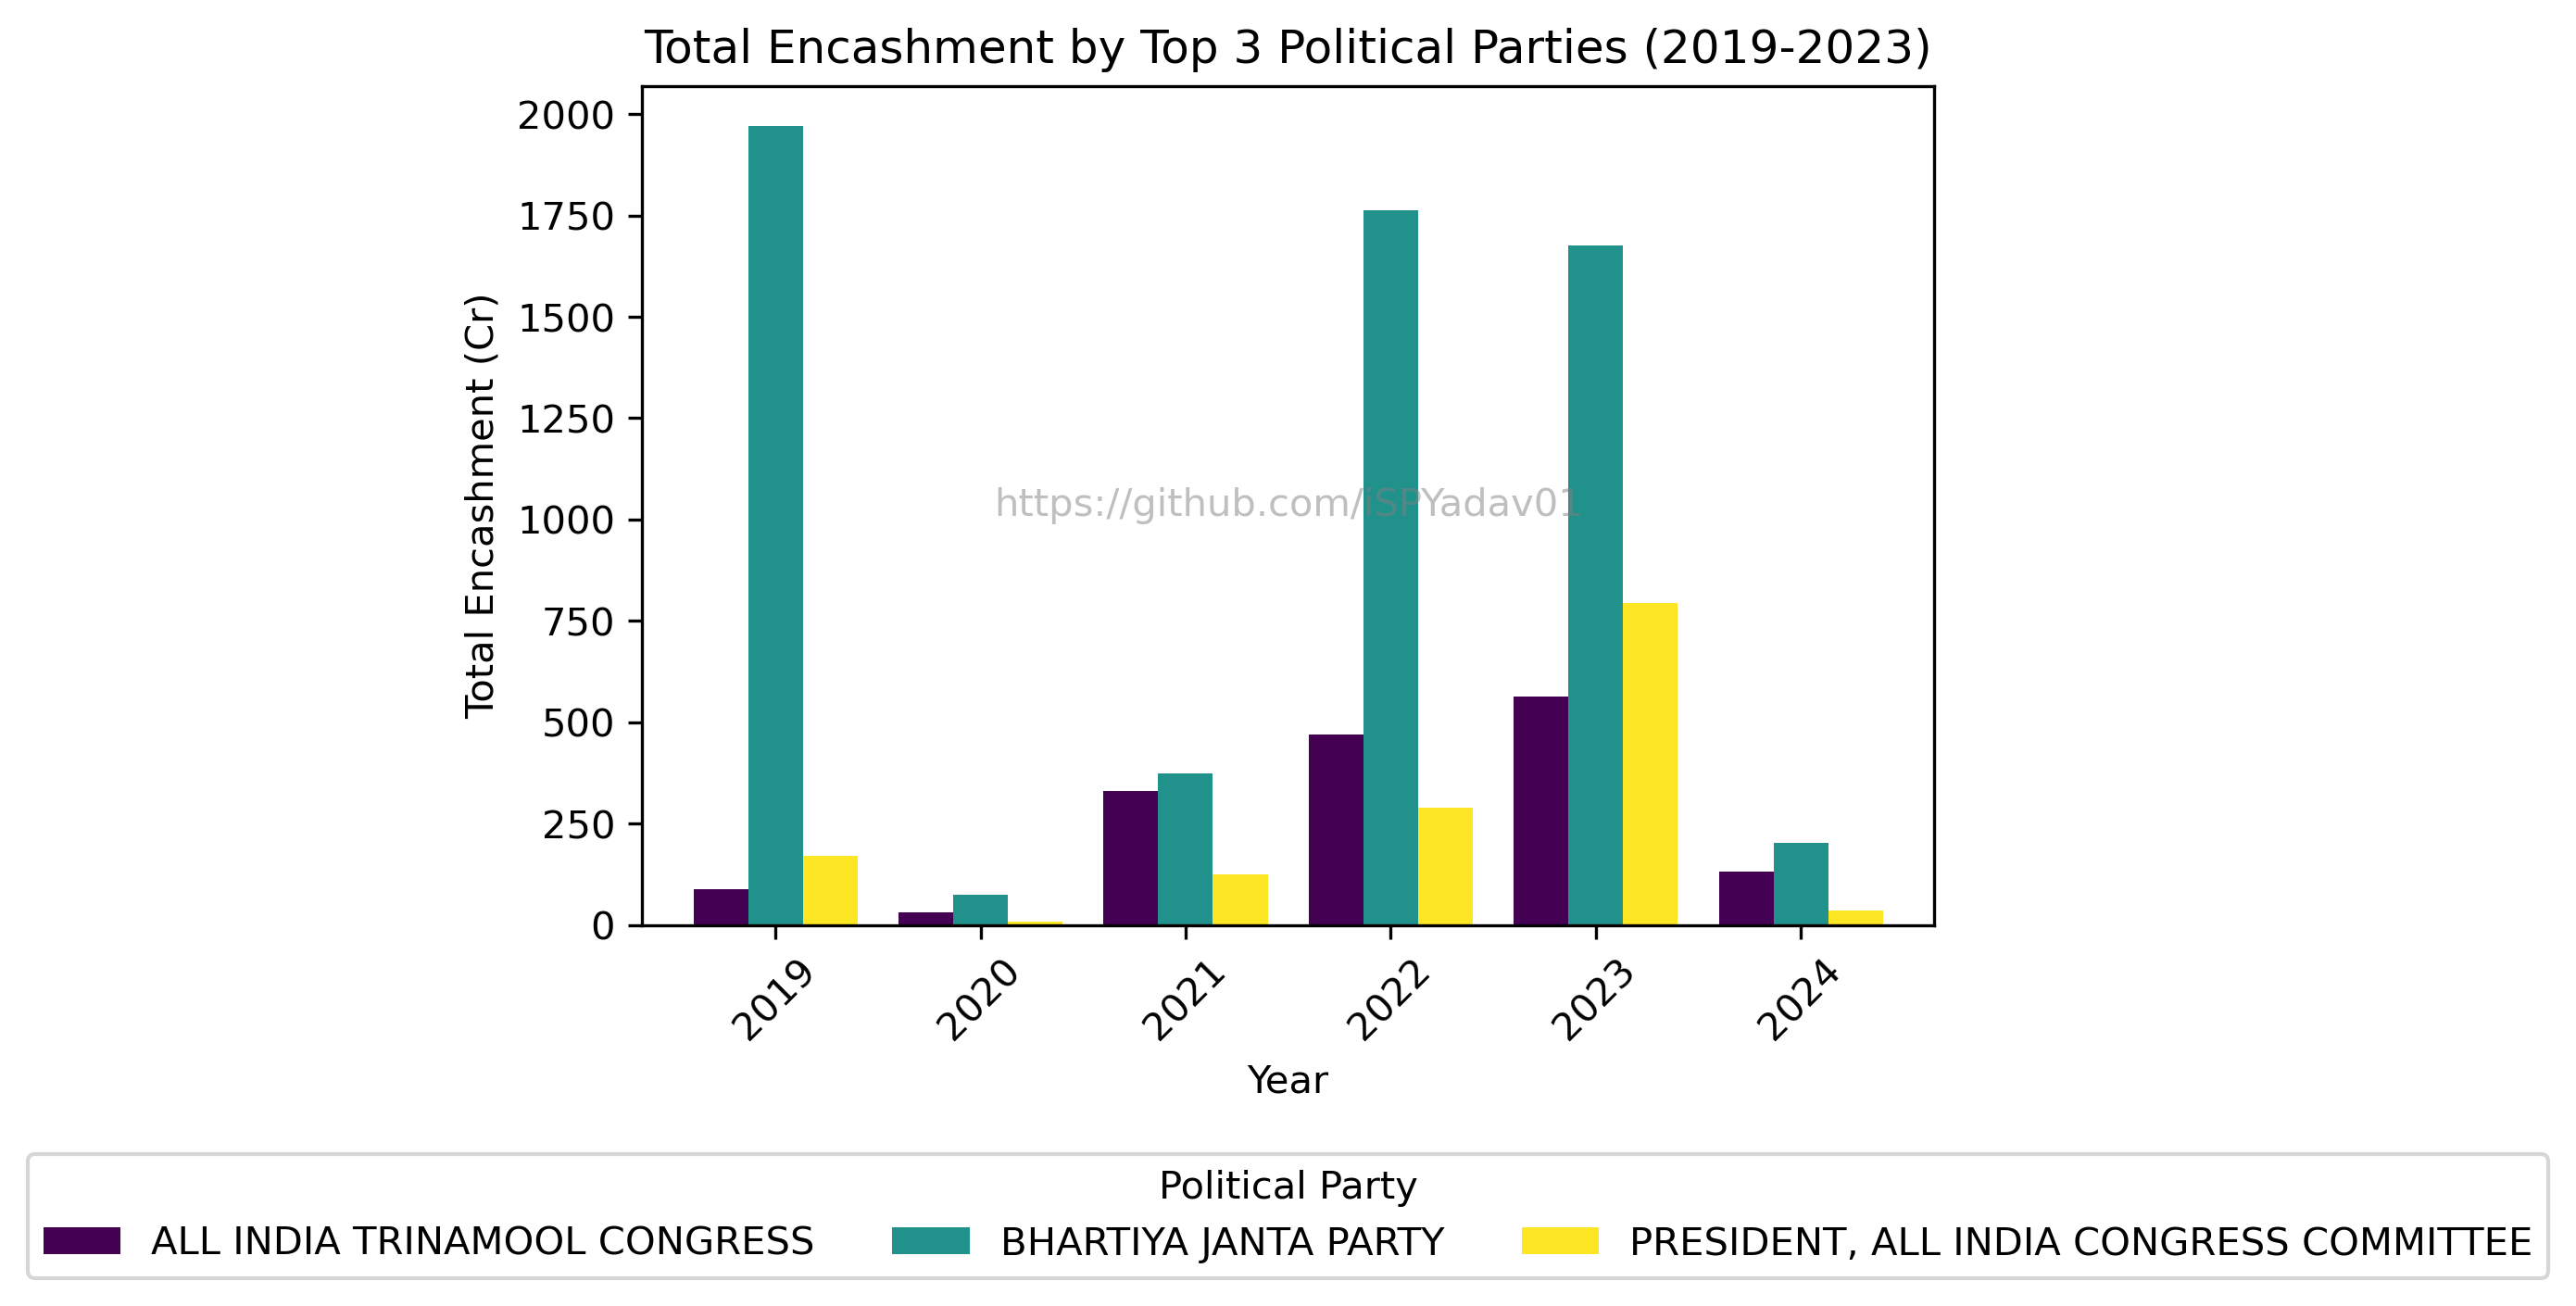 Total Encashment by Top 3 Political Parties (2019-2023)
Total Encashment (Cr)
2000
1750
1500
1250
1000
750
500
250
0
https://github.com/iSPYadav01
2019 2020 2021 2022 2023 2024
Year
Political Party
ALL INDIA TRINAMOOL CONGRESS BHARTIYA JANTA PARTY PRESIDENT, ALL INDIA CONGRESS COMMITTEE